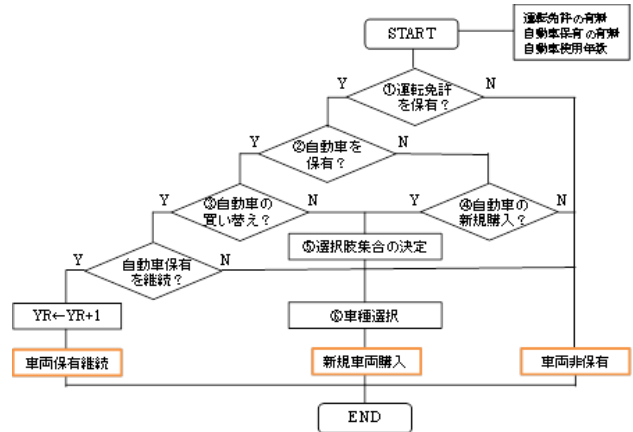 START
運転免許の有無
自動車保有の有無
自動車使用年数
Y
①運転免許
を保有?
N
Y
②自動車を
保有?
N
Y
③自動車の
買い替え?
N
Y
④自動車の
新規購入?
N
⑤選択肢集合の決定
Y
自動車保有
を継続?
N
YR←YR+1
⑥車種選択
車両保有継続
新規車両購入
車両非保有
END